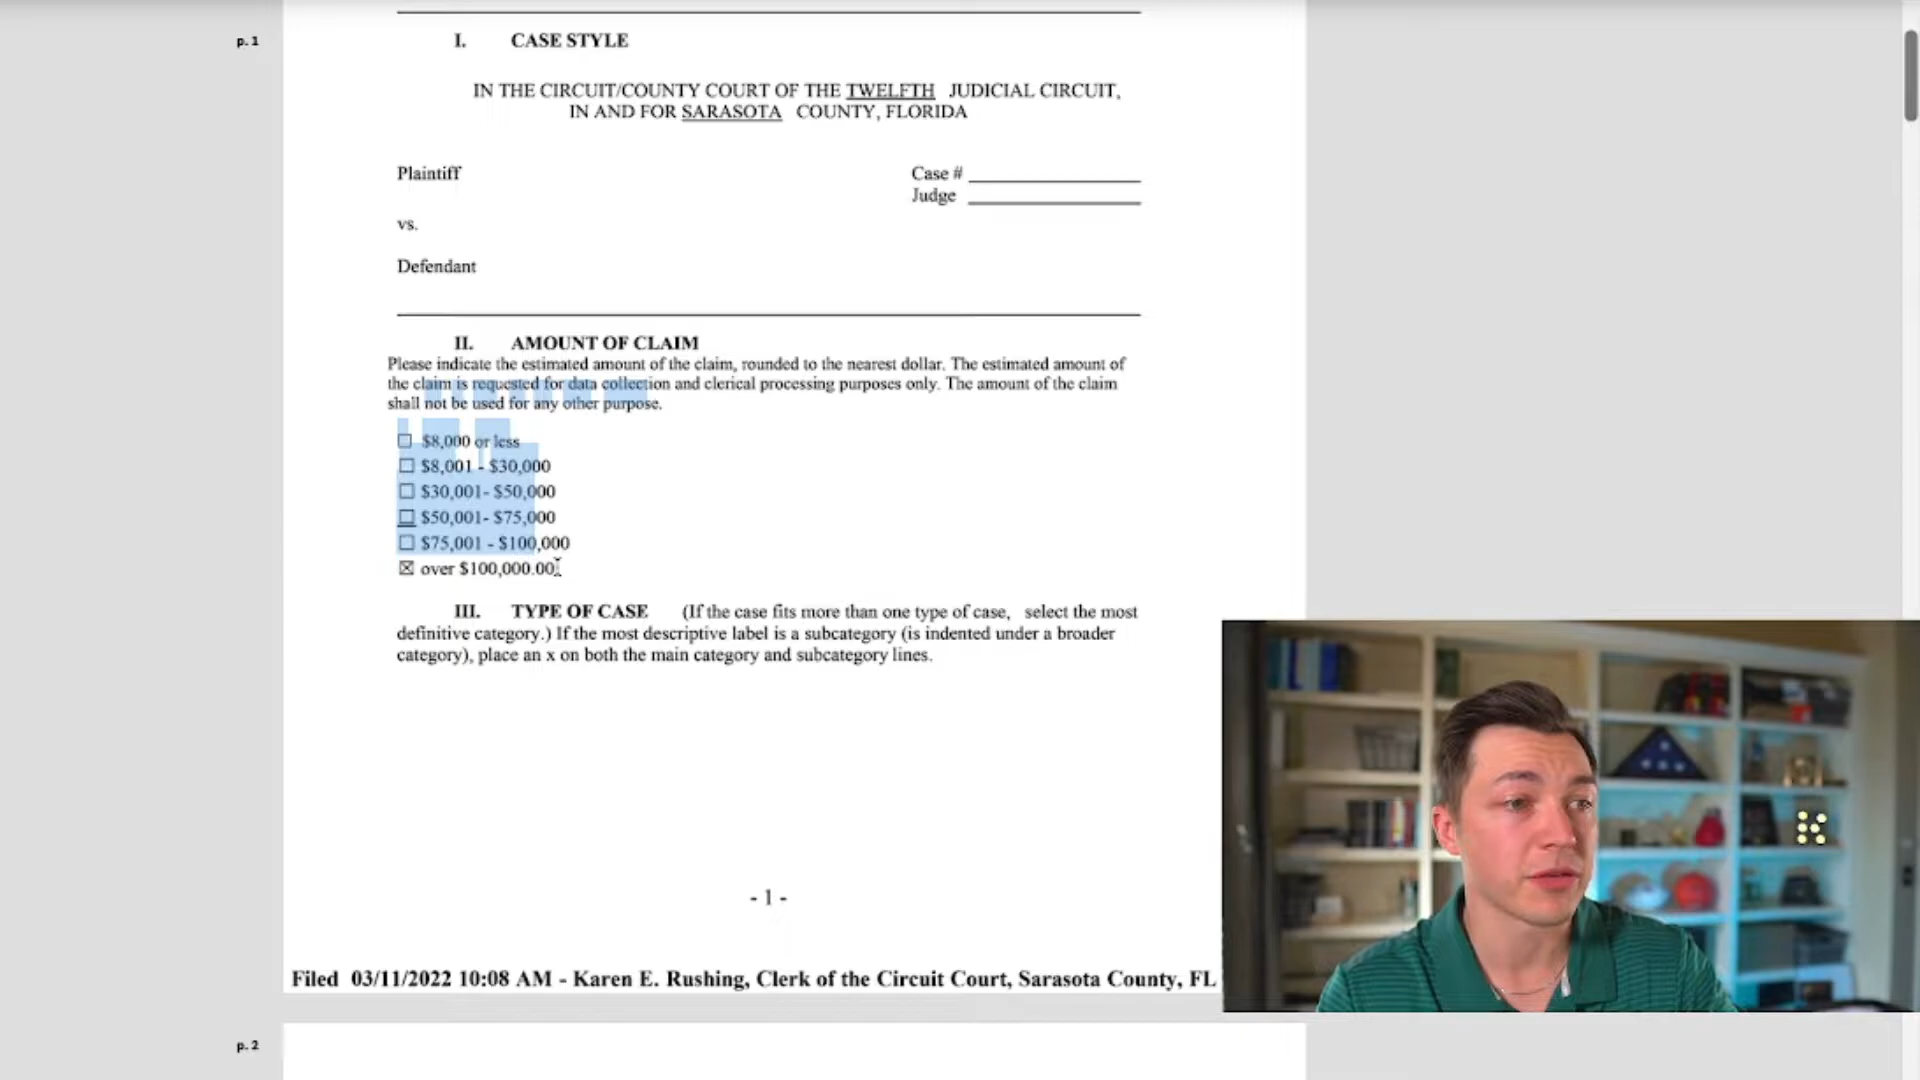 p.1
I. CASE STYLE
IN THE CIRCUIT/COUNTY COURT OF THE TWELFTH JUDICIAL CIRCUIT,
IN AND FOR SARASOTA COUNTY, FLORIDA
Plaintiff
Case #
Judge
vs.
Defendant
II. AMOUNT OF CLAIM
Please indicate the estimated amount of the claim, rounded to the nearest dollar. The estimated amount of
the claim is requested for data collection and clerical processing purposes only. The amount of the claim
shall not be used for any other purpose.
☐ $8,000 or less
☐ $8,001 - $30,000
☐ $30,001- $50,000
☐ $50,001- $75,000
☐ $75,001 - $100,000
☒ over $100,000.00
III. TYPE OF CASE (If the case fits more than one type of case, select the most
definitive category.) If the most descriptive label is a subcategory (is indented under a broader
category), place an x on both the main category and subcategory lines.
- 1 -
Filed 03/11/2022 10:08 AM - Karen E. Rushing, Clerk of the Circuit Court, Sarasota County, FL
p.2